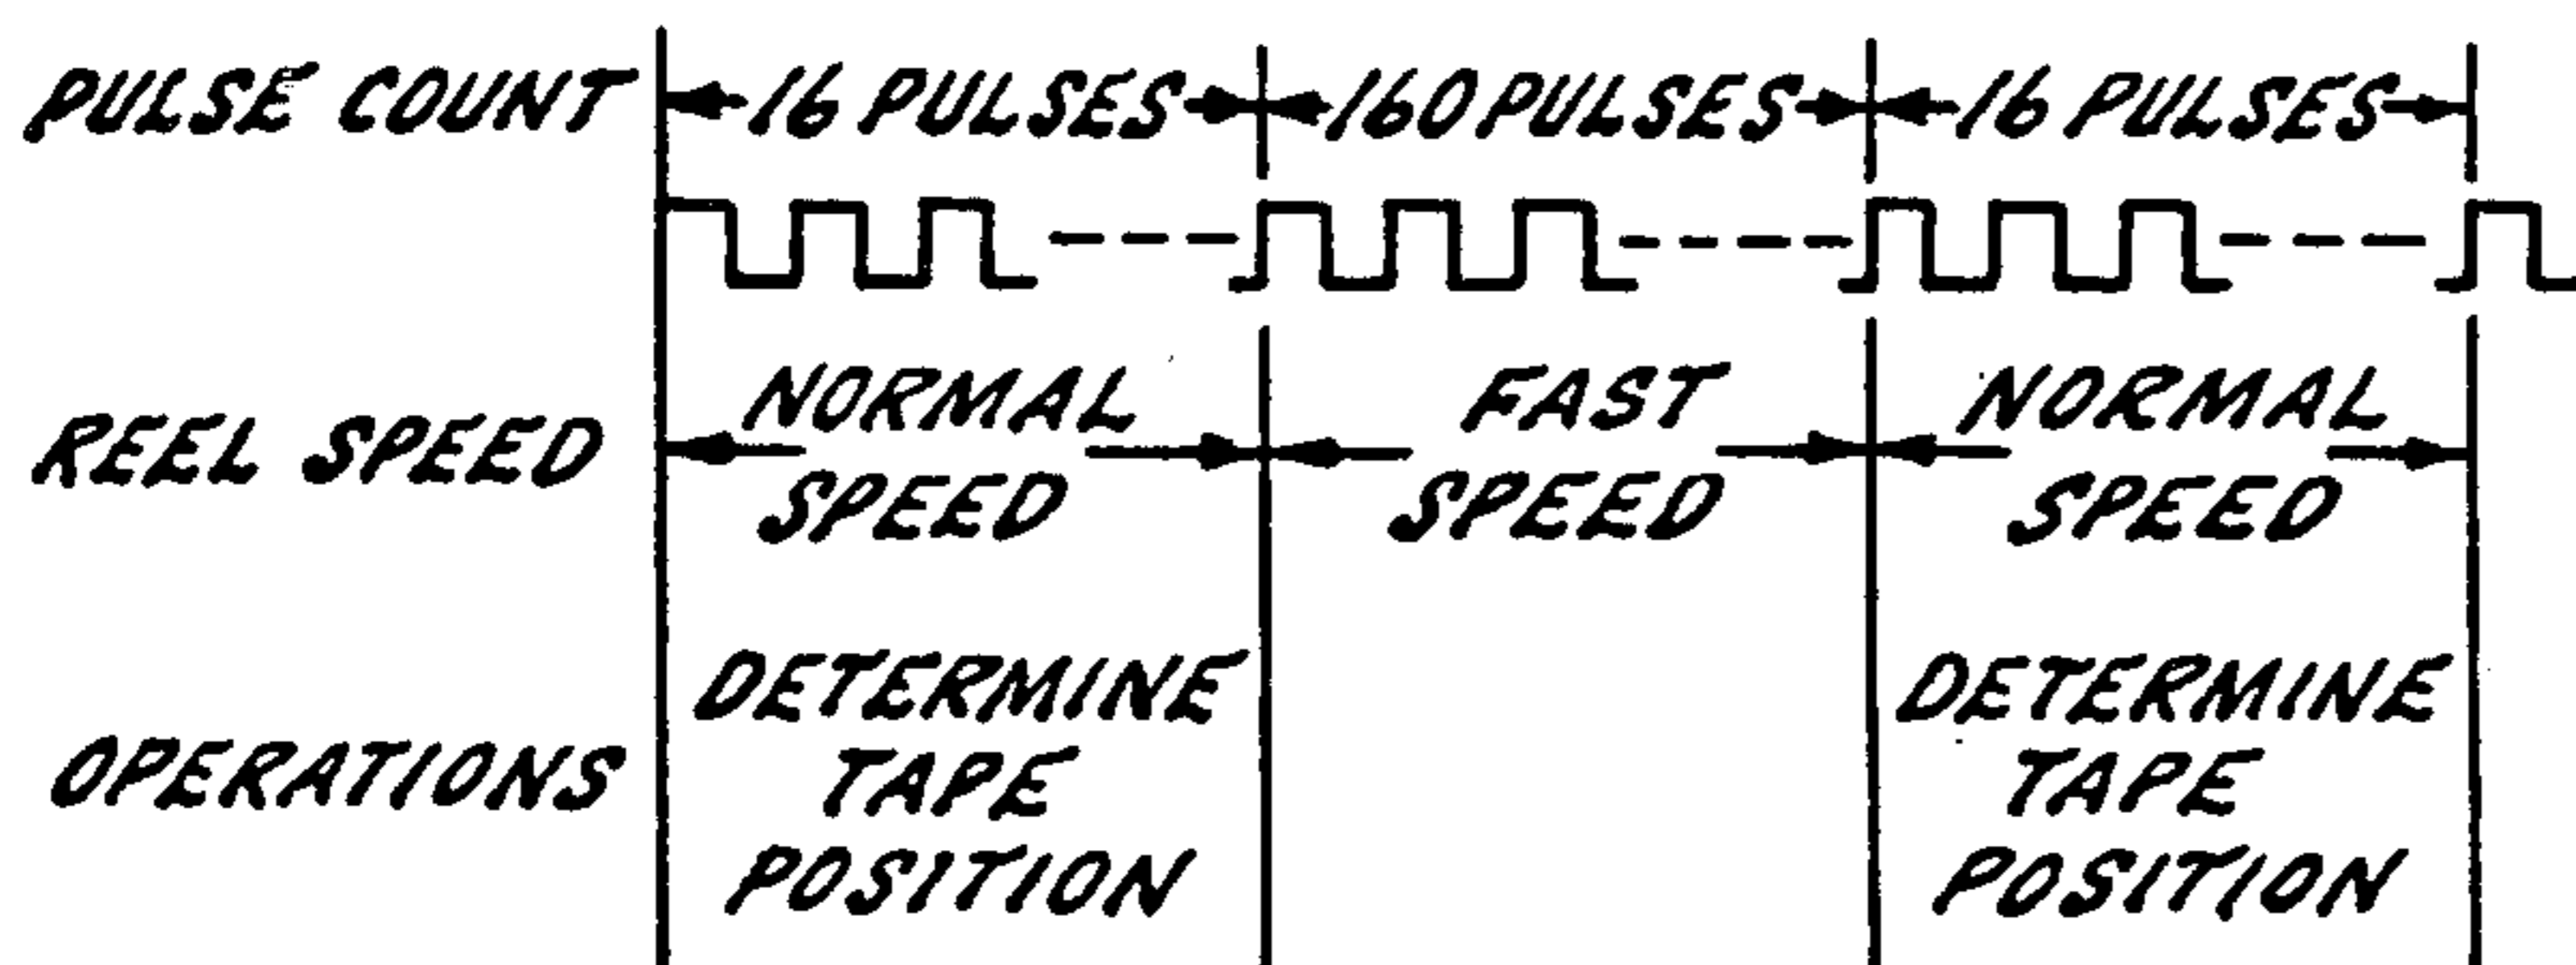 PULSE COUNT 16 PULSES 160 PULSES 16 PULSES
REEL SPEED NORMAL SPEED FAST SPEED NORMAL SPEED
OPERATIONS DETERMINE TAPE POSITION DETERMINE TAPE POSITION